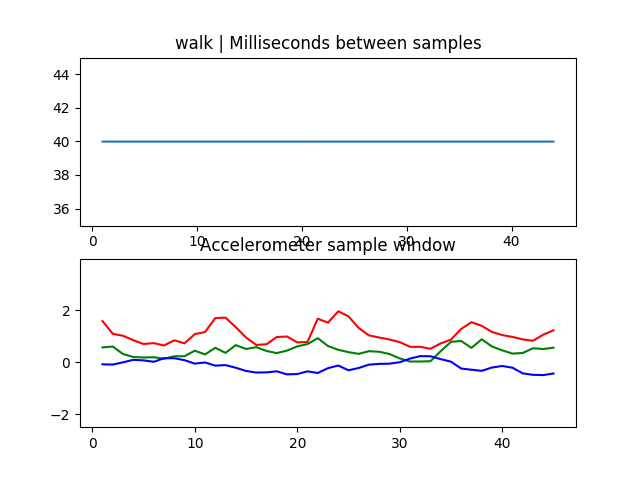 walk | Milliseconds between samples
44
42
40
38
36
0 10 20 30 40
Accelerometer sample window
2
0
−2
0 10 20 30 40